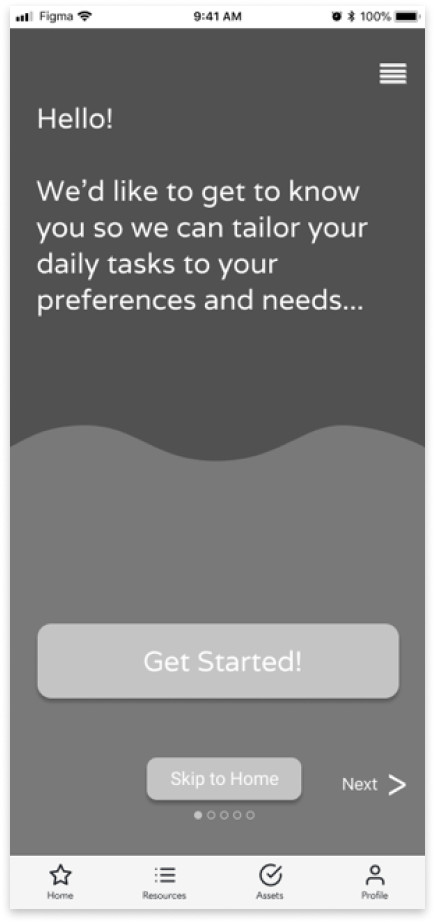 Figma 9:41 AM 100%
Hello!
We’d like to get to know
you so we can tailor your
daily tasks to your
preferences and needs...
Get Started!
Skip to Home
Next >
Home Resources Assets Profile